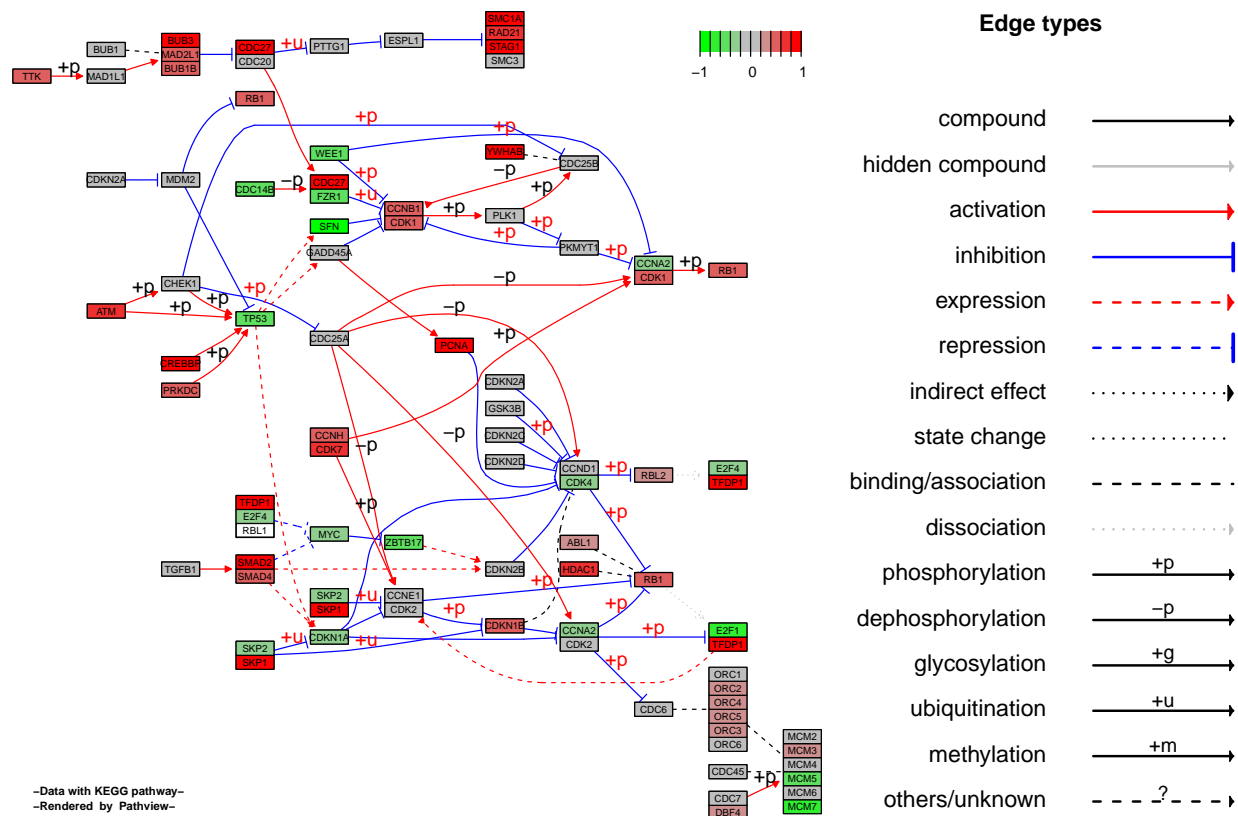 SMC1A
RAD21
STAG1
SMC3
BUB3
MAD2L1
BUB1B
BUB1
TTK
+p
MAD1L1
CDC27
CDC20
+u
PTTG1
ESPL1
RB1
CDKN2A
MDM2
WEE1
CDC14B
−p
CDC27
FZR1
+p
+u
SFN
GADD45A
CCNB1
CDK1
+p
+p
YWHAB
CDC25B
−p
+p
+p
PLK1
+p
+p
PKMYT1
+p
CCNA2
CDK1
+p
RB1
CHEK1
+p
+p
+p
+p
ATM
TP53
CREBBP
+p
PRKDC
CDC25A
−p
−p
+p
PCNA
CDKN2A
GSK3B
CDKN2C
CDKN2D
+p
−p
−p
CCNH
CDK7
+p
CCND1
CDK4
+p
RBL2
E2F4
TFDP1
+p
TFDP1
E2F4
RBL1
MYC
ZBTB17
ABL1
HDAC1
RB1
TGFB1
SMAD2
SMAD4
CDKN2B
SKP2
SKP1
+u
CCNE1
CDK2
+p
+p
CDKN1B
+p
SKP2
SKP1
+u
CDKN1A
+u
CCNA2
CDK2
+p
+p
E2F1
TFDP1
CDC6
ORC1
ORC2
ORC4
ORC5
ORC3
ORC6
CDC45
CDC7
DBF4
+p
MCM2
MCM3
MCM4
MCM5
MCM6
MCM7
−1 0 1
Edge types
compound
hidden compound
activation
inhibition
expression
repression
indirect effect
state change
binding/association
dissociation
phosphorylation +p
dephosphorylation −p
glycosylation +g
ubiquitination +u
methylation +m
others/unknown ?
−Data with KEGG pathway−
−Rendered by Pathview−